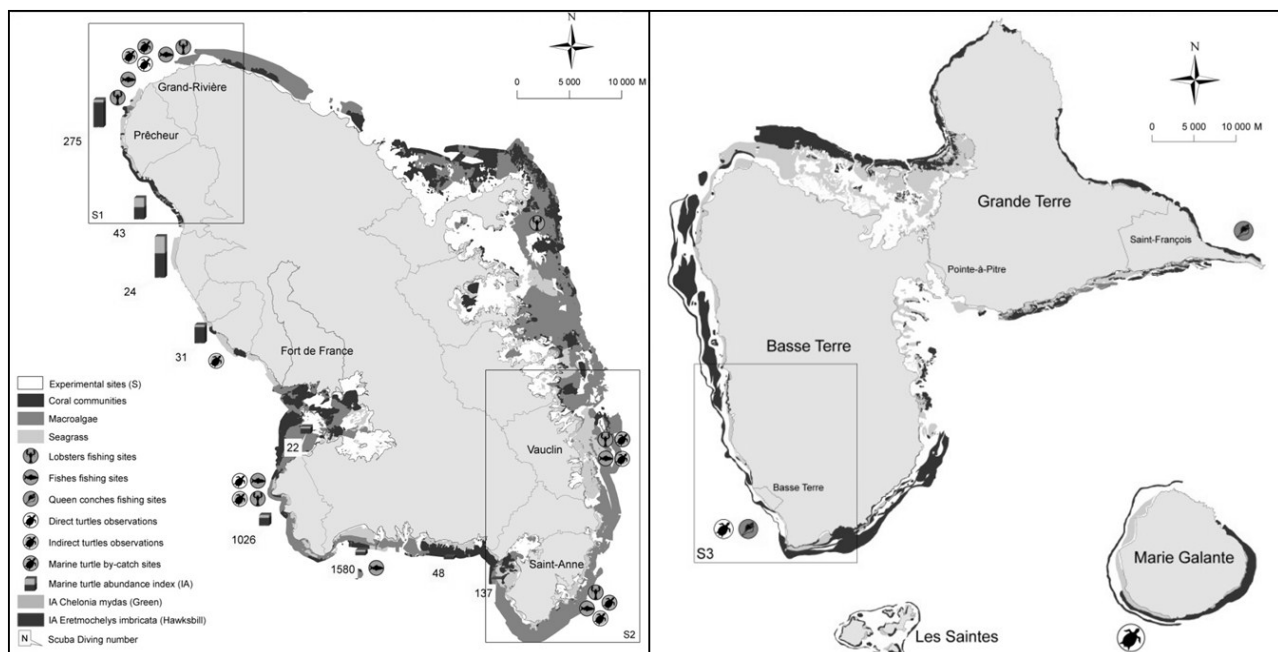 N
0 5 000 10 000 M
Grand-Rivière
Prêcheur
275
S1
43
24
31
Fort de France
Experimental sites (S)
Coral communities
Macroalgae
Seagrass
Lobsters fishing sites
Fishes fishing sites
Queen conches fishing sites
Direct turtles observations
Indirect turtles observations
Marine turtle by-catch sites
Marine turtle abundance index (IA)
IA Chelonia mydas (Green)
IA Eretmochelys imbricata (Hawksbill)
N Scuba Diving number
22
1026
1580
48
137
Vauclin
Saint-Anne
S2
N
0 5 000 10 000 M
Grande Terre
Saint-François
Pointe-à-Pitre
Basse Terre
Basse Terre
S3
Marie Galante
Les Saintes